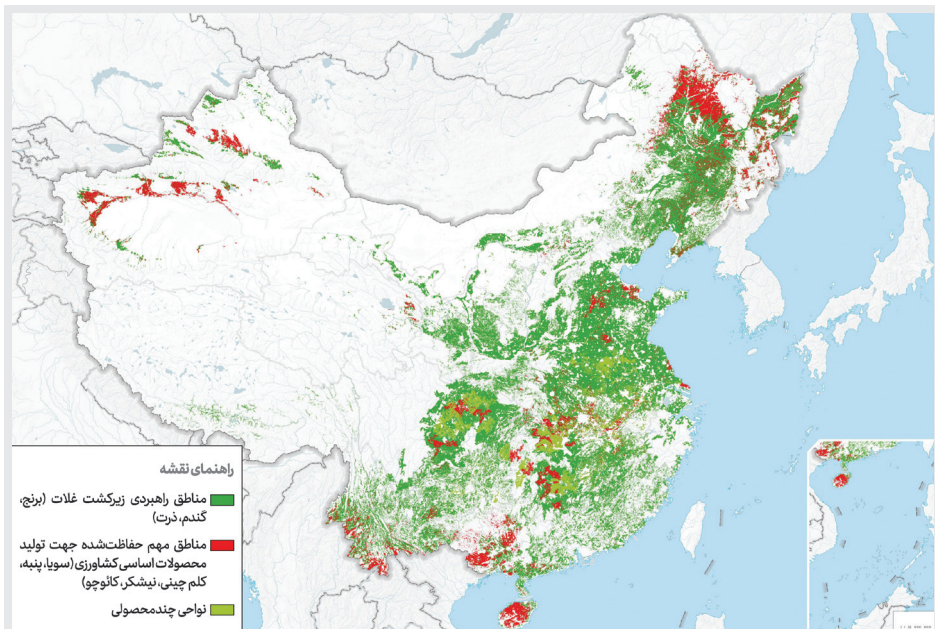 راهنمای نقشه
مناطق راهبردی زیرکشت غلات (برنج،
گندم، ذرت)
مناطق مهم حفاظت‌شده جهت تولید
محصولات اساسی کشاورزی (سویا، پنبه،
کلم چینی، نیشکر، کائوچو)
نواحی چندمحصولی